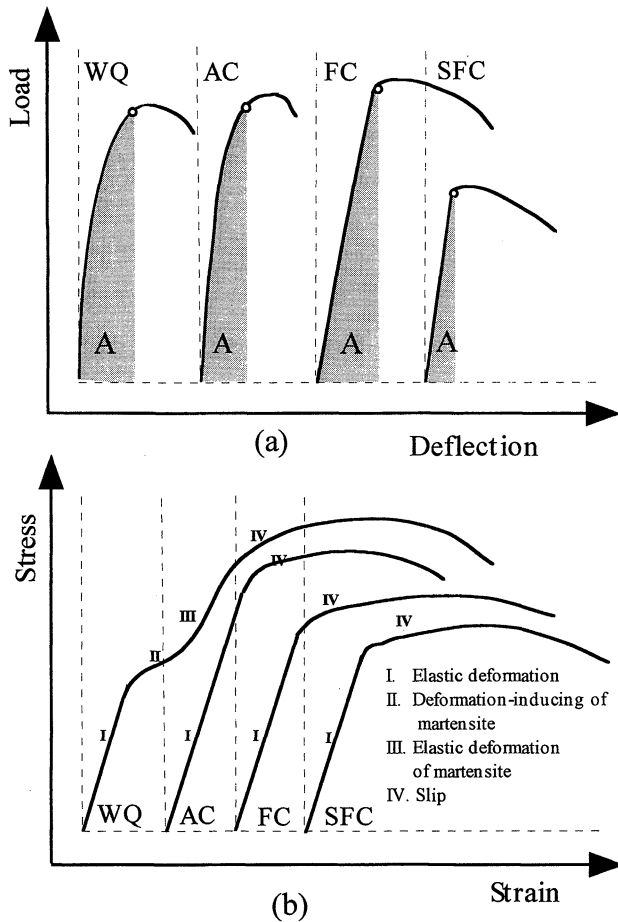 Load
WQ AC FC SFC
A A A A
(a)
Deflection
Stress
IV
IV
III
IV
IV
II
I. Elastic deformation
II. Deformation-inducing of
martensite
I I I I
III. Elastic deformation
of martensite
IV. Slip
WQ AC FC SFC
Strain
(b)